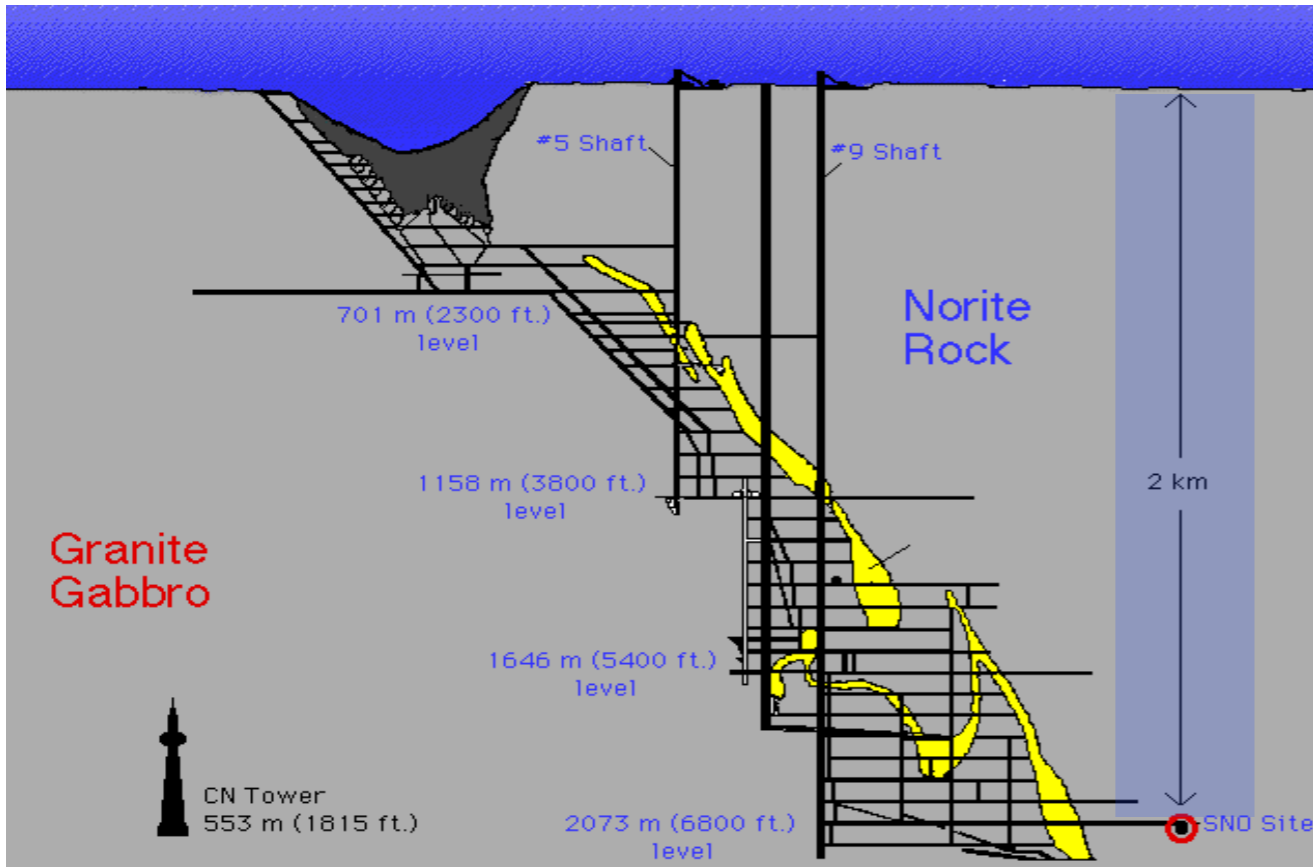 #5 Shaft
#9 Shaft
701 m (2300 ft.)
level
Norite
Rock
1158 m (3800 ft.)
level
2 km
Granite
Gabbro
1646 m (5400 ft.)
level
CN Tower
553 m (1815 ft.)
2073 m (6800 ft.)
level
SNO Site